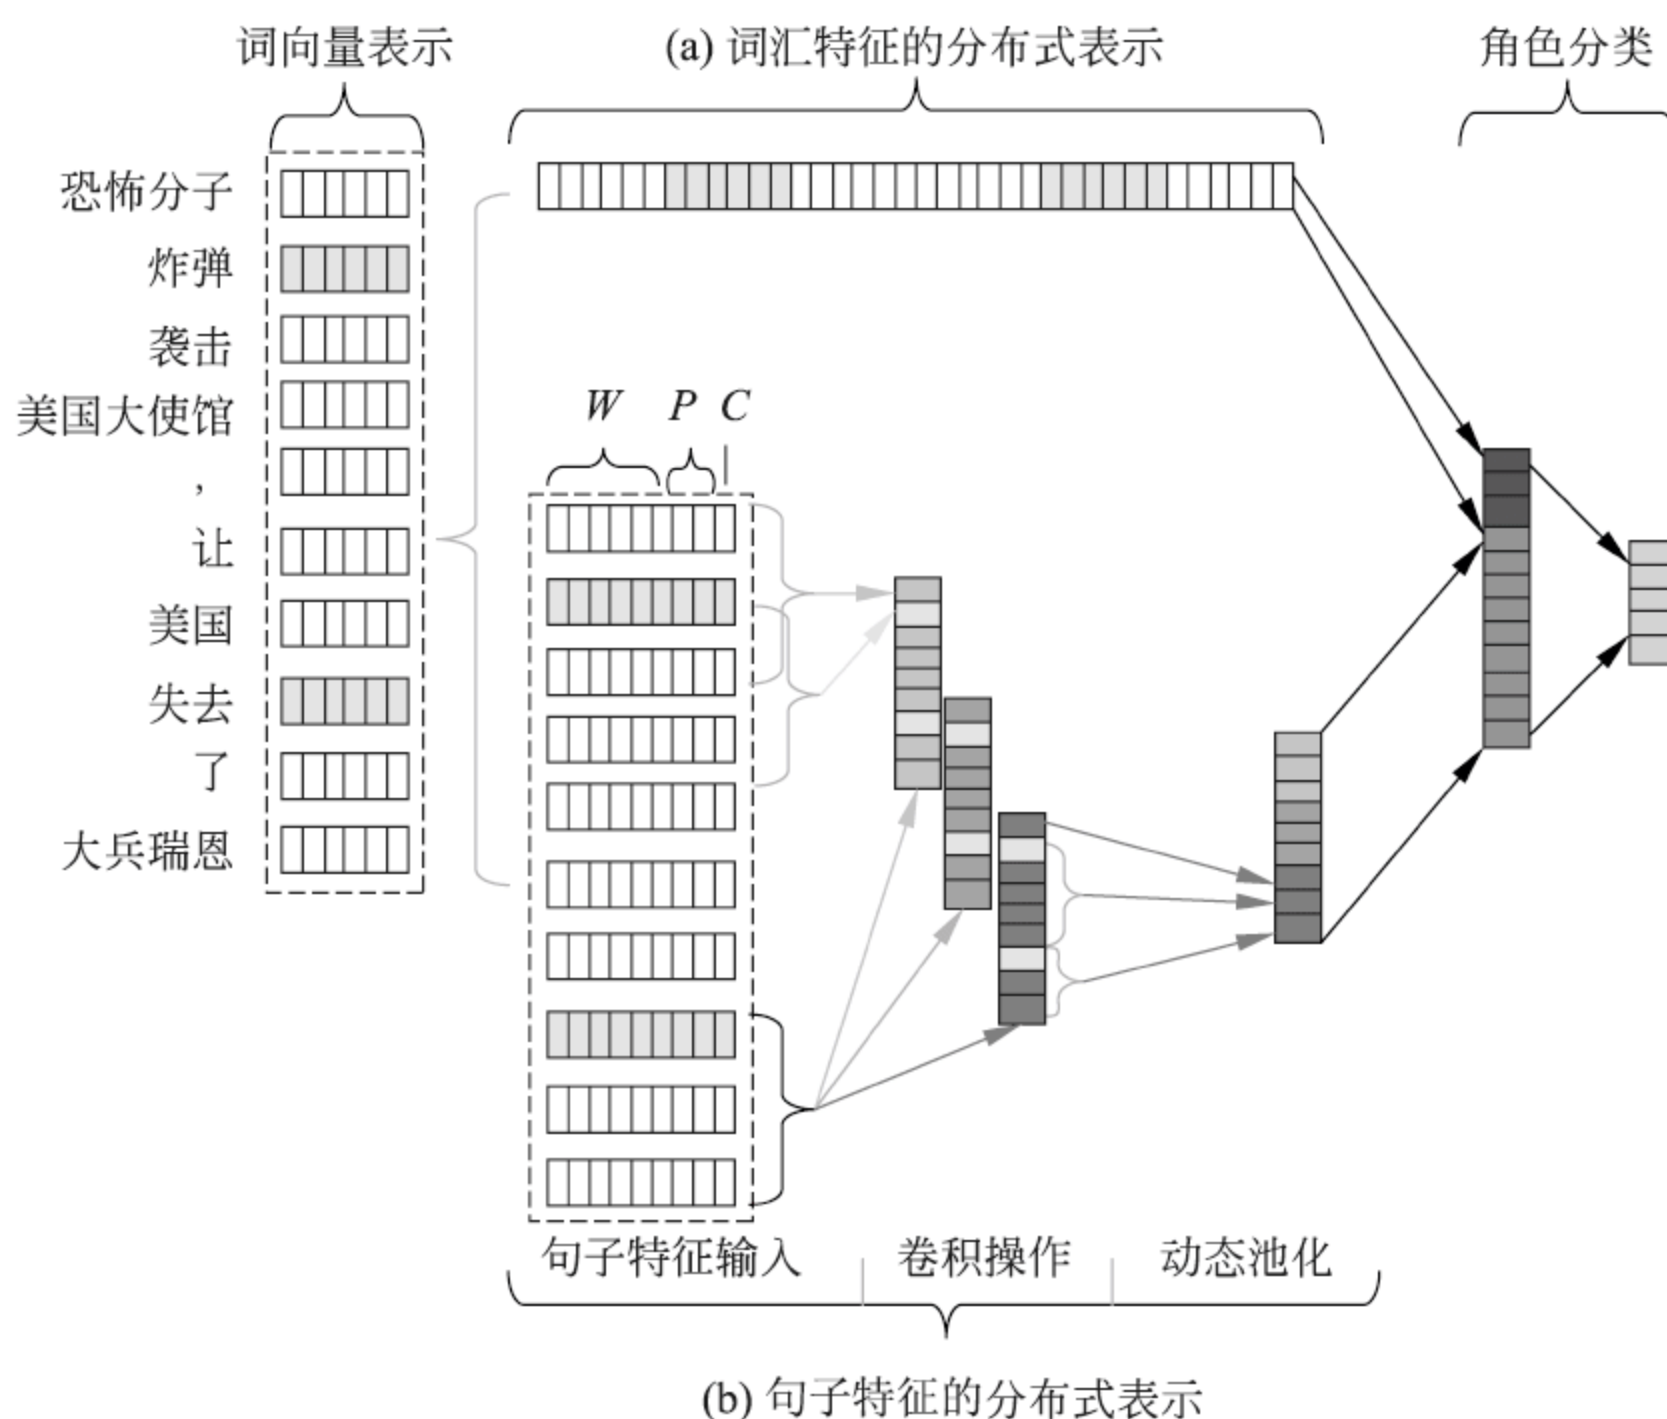 词向量表示
(a) 词汇特征的分布式表示
角色分类
恐怖分子
炸弹
袭击
美国大使馆
，
让
美国
失去
了
大兵瑞恩
W P C
句子特征输入
卷积操作
动态池化
(b) 句子特征的分布式表示